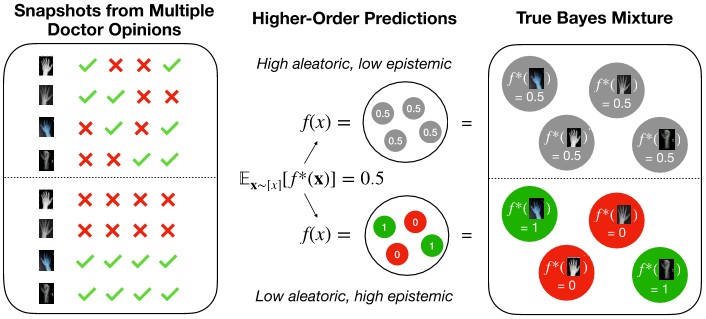 Snapshots from Multiple
Doctor Opinions
Higher-Order Predictions
High aleatoric, low epistemic
f(x) =
0.5
0.5
0.5
0.5
=
𝔼x∼[x][f*(x)] = 0.5
f(x) =
1
0
0
1
=
Low aleatoric, high epistemic
True Bayes Mixture
f*( )
= 0.5
f*( )
= 0.5
f*( )
= 0.5
f*( )
= 0.5
f*( )
= 1
f*( )
= 0
f*( )
= 0
f*( )
= 1